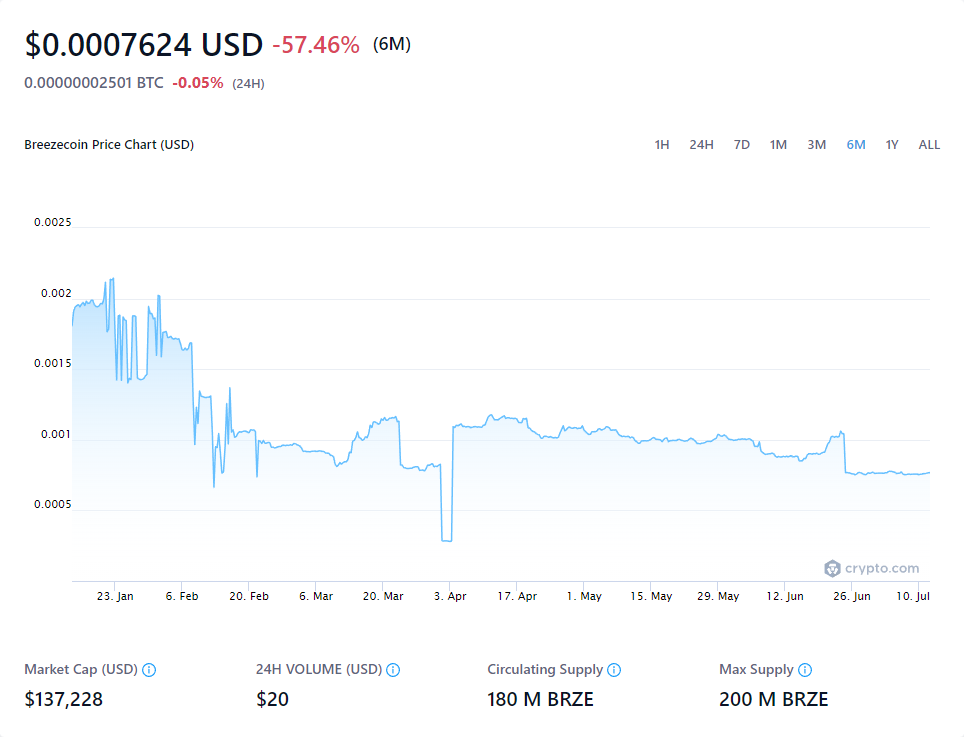 $0.0007624 USD -57.46% (6M)
0.00000002501 BTC -0.05% (24H)
Breezecoin Price Chart (USD) 1H 24H 7D 1M 3M 6M 1Y ALL
0.0025
0.002
0.0015
0.001
0.0005
crypto.com
23. Jan 6. Feb 20. Feb 6. Mar 20. Mar 3. Apr 17. Apr 1. May 15. May 29. May 12. Jun 26. Jun 10. Jul
Market Cap (USD) 24H VOLUME (USD) Circulating Supply Max Supply
$137,228 $20 180 M BRZE 200 M BRZE